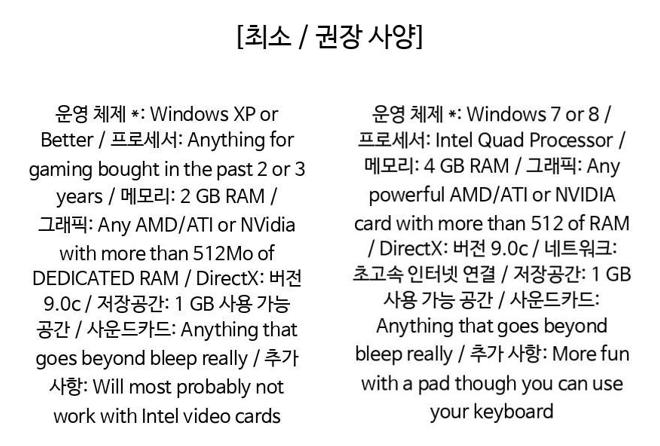 [최소 / 권장 사양]
운영 체제 *: Windows XP or
Better / 프로세서: Anything for
gaming bought in the past 2 or 3
years / 메모리: 2 GB RAM /
그래픽: Any AMD/ATI or NVidia
with more than 512Mo of
DEDICATED RAM / DirectX: 버전
9.0c / 저장공간: 1 GB 사용 가능
공간 / 사운드카드: Anything that
goes beyond bleep really / 추가
사항: Will most probably not
work with Intel video cards
운영 체제 *: Windows 7 or 8 /
프로세서: Intel Quad Processor /
메모리: 4 GB RAM / 그래픽: Any
powerful AMD/ATI or NVIDIA
card with more than 512 of RAM
/ DirectX: 버전 9.0c / 네트워크:
초고속 인터넷 연결 / 저장공간: 1 GB
사용 가능 공간 / 사운드카드:
Anything that goes beyond
bleep really / 추가 사항: More fun
with a pad though you can use
your keyboard